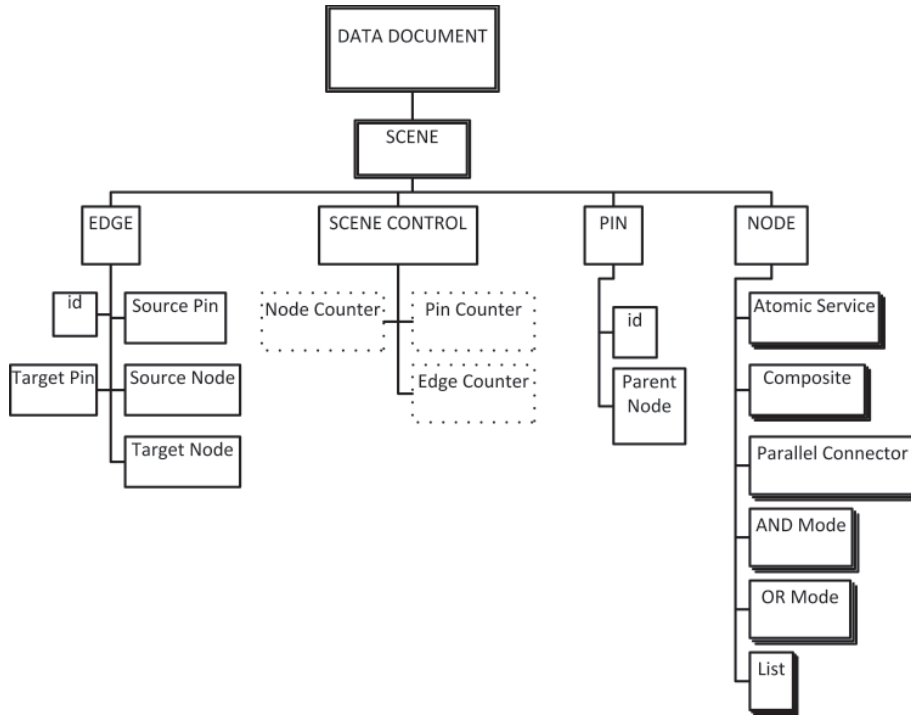 DATA DOCUMENT
SCENE
EDGE
SCENE CONTROL
PIN
NODE
id
Source Pin
Target Pin
Source Node
Target Node
Node Counter
Pin Counter
Edge Counter
id
Parent
Node
Atomic Service
Composite
Parallel Connector
AND Mode
OR Mode
List